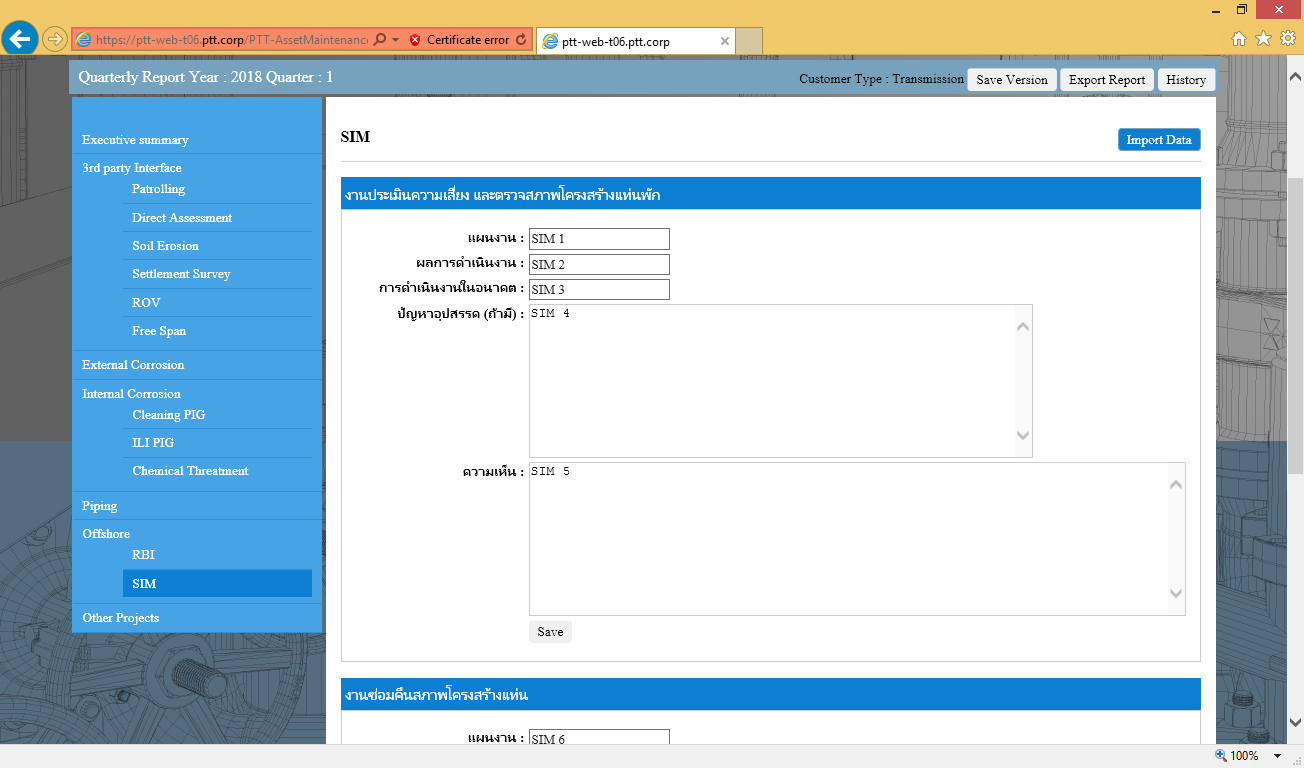 https://ptt-web-t06.ptt.corp/PTT-AssetMaintenanc
Certificate error
ptt-web-t06.ptt.corp
Quarterly Report Year : 2018 Quarter : 1
Customer Type : Transmission
Save Version
Export Report
History
Executive summary
3rd party Interface
Patrolling
Direct Assessment
Soil Erosion
Settlement Survey
ROV
Free Span
External Corrosion
Internal Corrosion
Cleaning PIG
ILI PIG
Chemical Threatment
Piping
Offshore
RBI
SIM
Other Projects
SIM
Import Data
งานประเมินความเสี่ยง และตรวจสภาพโครงสร้างแท่นพัก
แผนงาน : SIM 1
ผลการดำเนินงาน : SIM 2
การดำเนินงานในอนาคต : SIM 3
ปัญหาอุปสรรค (ถ้ามี) : SIM 4
ความเห็น : SIM 5
Save
งานซ่อมคืนสภาพโครงสร้างแท่น
แผนงาน : SIM 6
100%